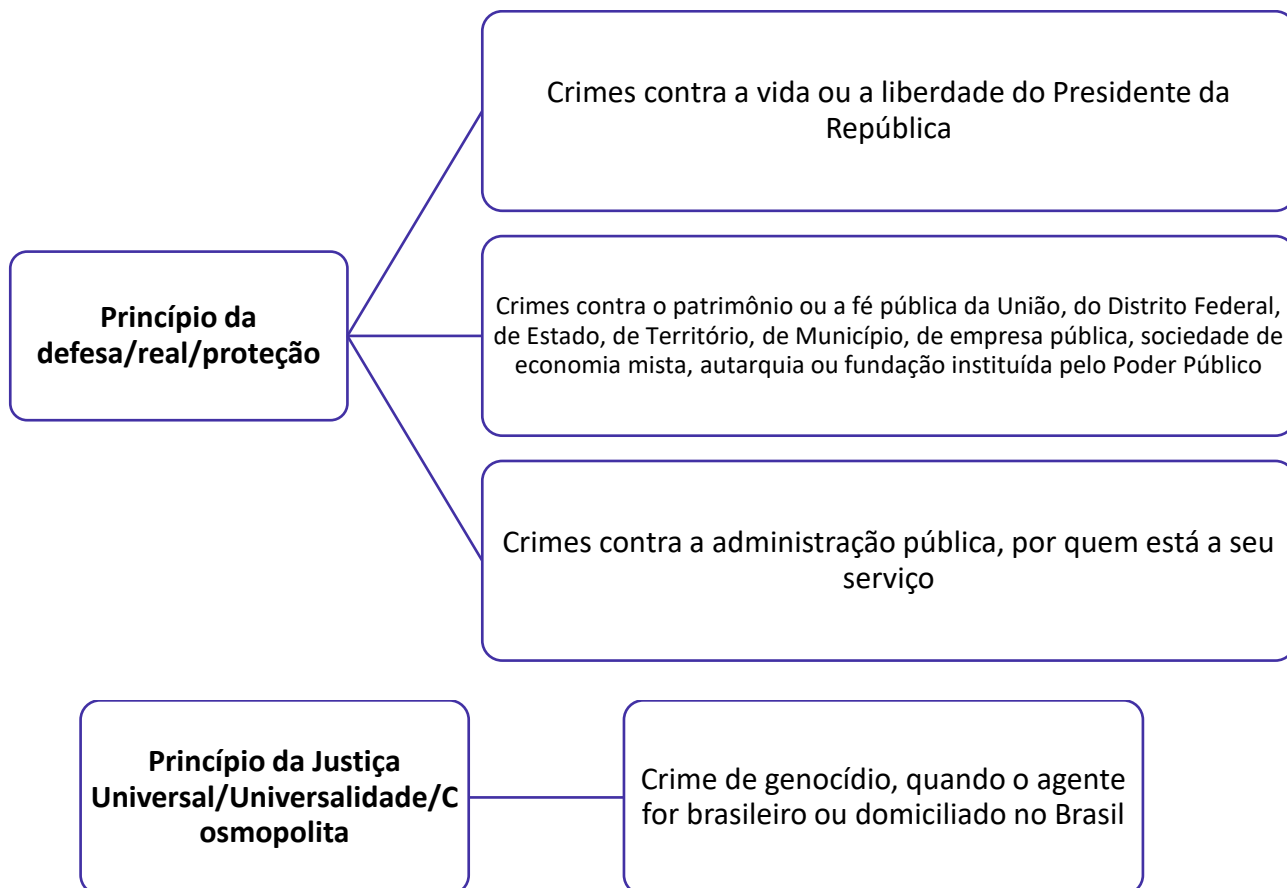 Crimes contra a vida ou a liberdade do Presidente da
República
Princípio da
defesa/real/proteção
Crimes contra o patrimônio ou a fé pública da União, do Distrito Federal,
de Estado, de Território, de Município, de empresa pública, sociedade de
economia mista, autarquia ou fundação instituída pelo Poder Público
Crimes contra a administração pública, por quem está a seu
serviço
Princípio da Justiça
Universal/Universalidade/C
osmopolita
Crime de genocídio, quando o agente
for brasileiro ou domiciliado no Brasil